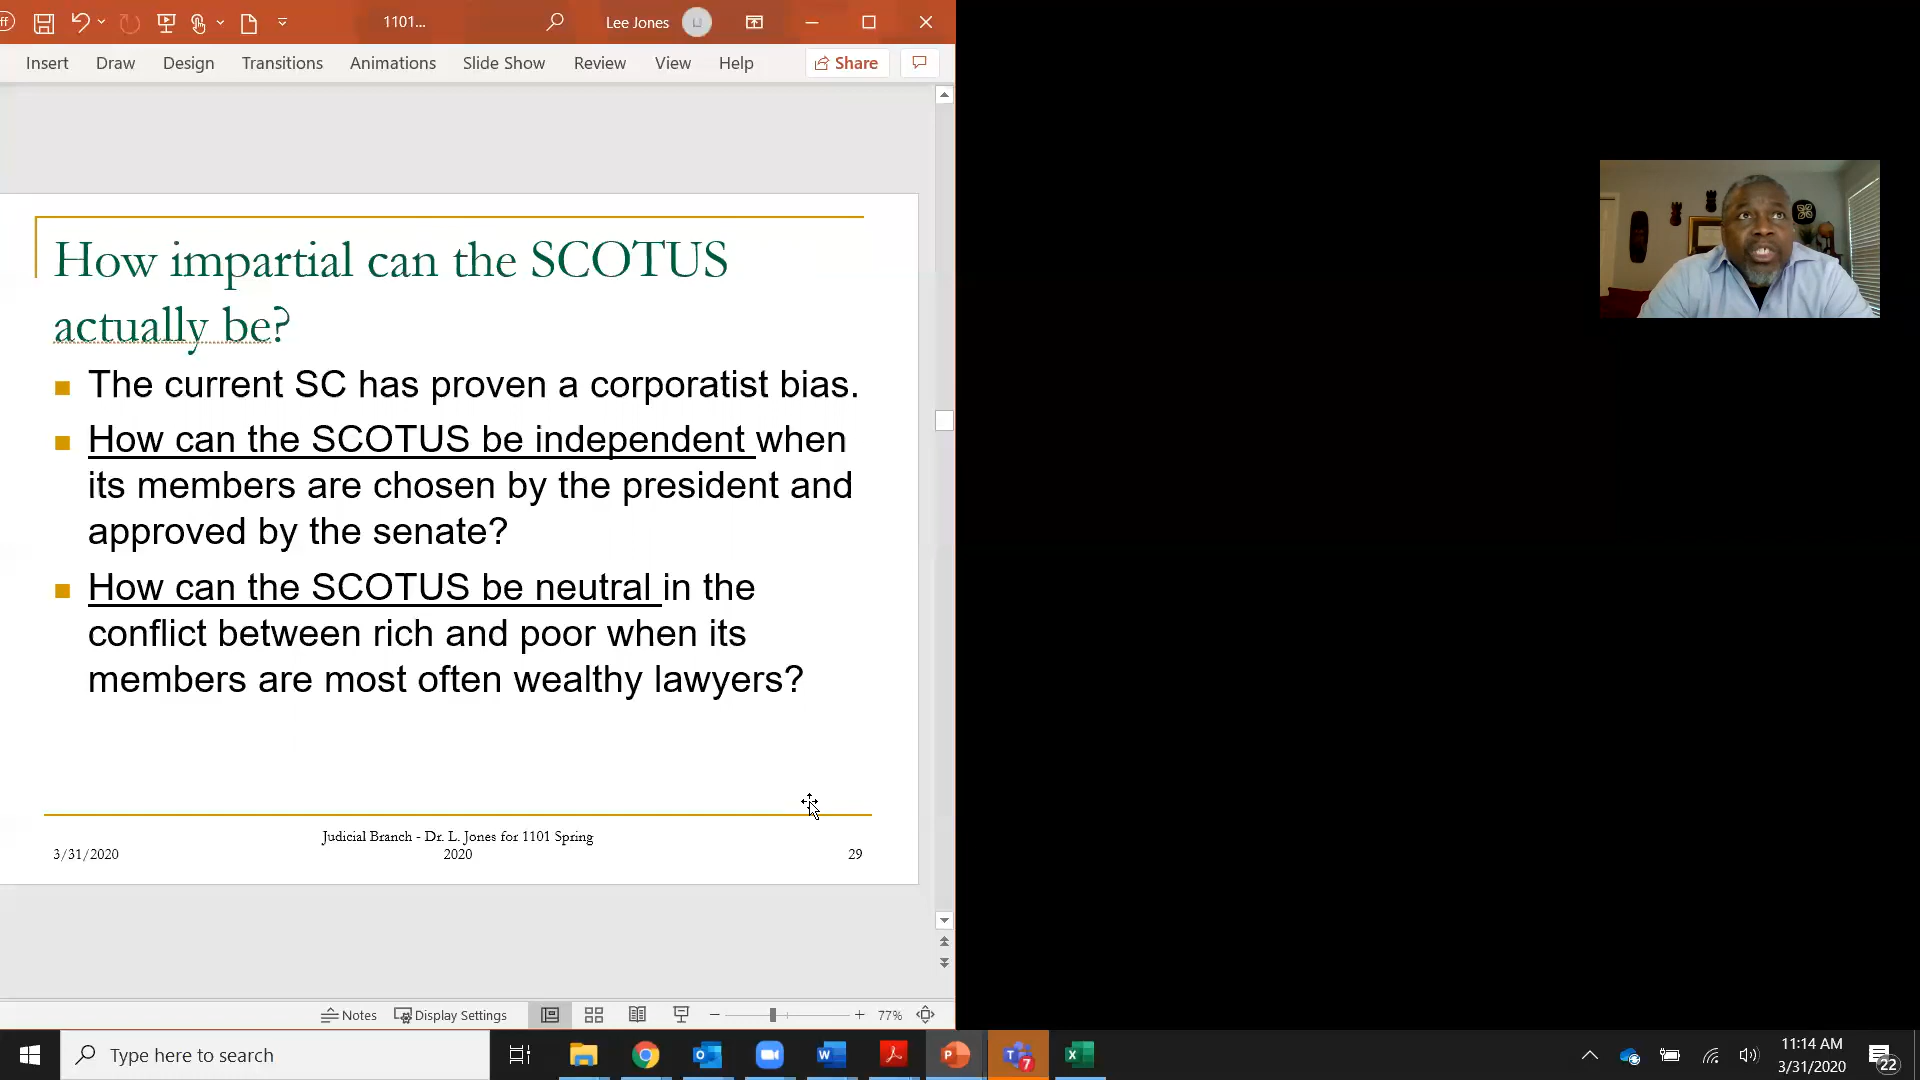 ff
1101...
Lee Jones
LJ
Insert Draw Design Transitions Animations Slide Show Review View Help Share
How impartial can the SCOTUS
actually be?
The current SC has proven a corporatist bias.
How can the SCOTUS be independent when
its members are chosen by the president and
approved by the senate?
How can the SCOTUS be neutral in the
conflict between rich and poor when its
members are most often wealthy lawyers?
Judicial Branch - Dr. L. Jones for 1101 Spring
2020
3/31/2020
29
Notes Display Settings 77%
Type here to search
7
11:14 AM
3/31/2020
22